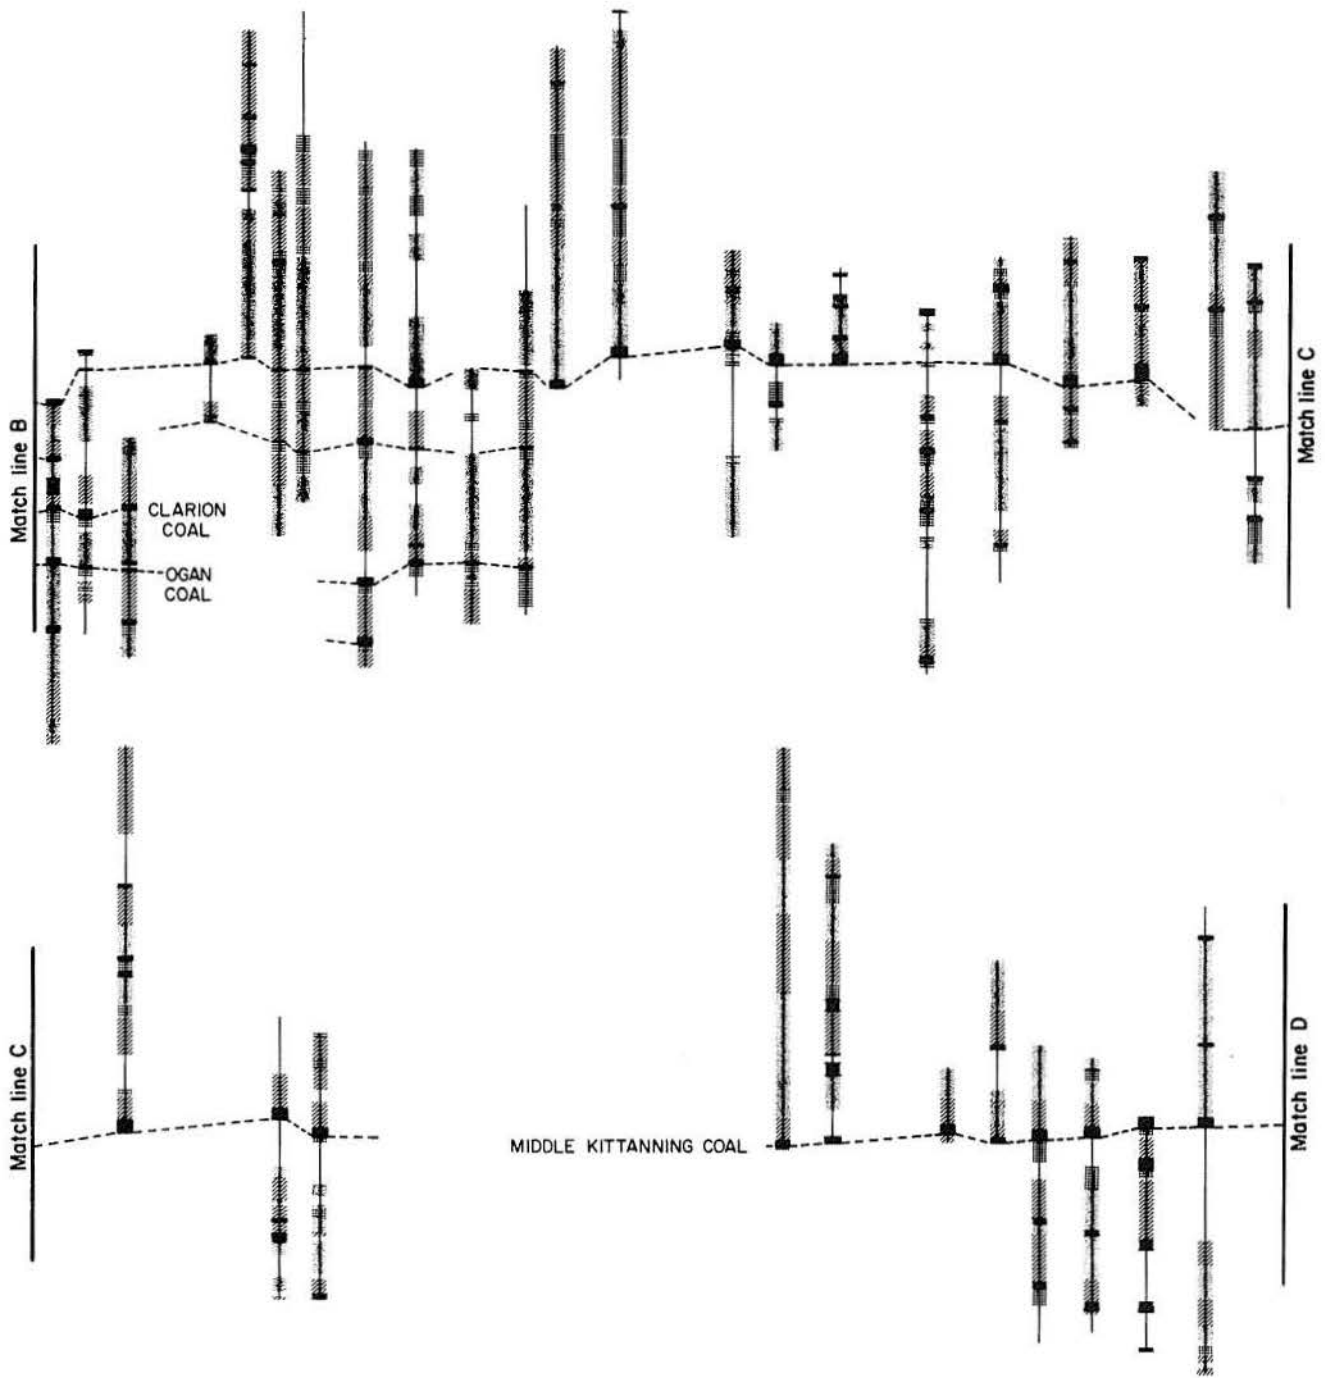 Match line B
CLARION
COAL
OGAN
COAL
Match line C
Match line C
MIDDLE KITTANNING COAL
Match line D